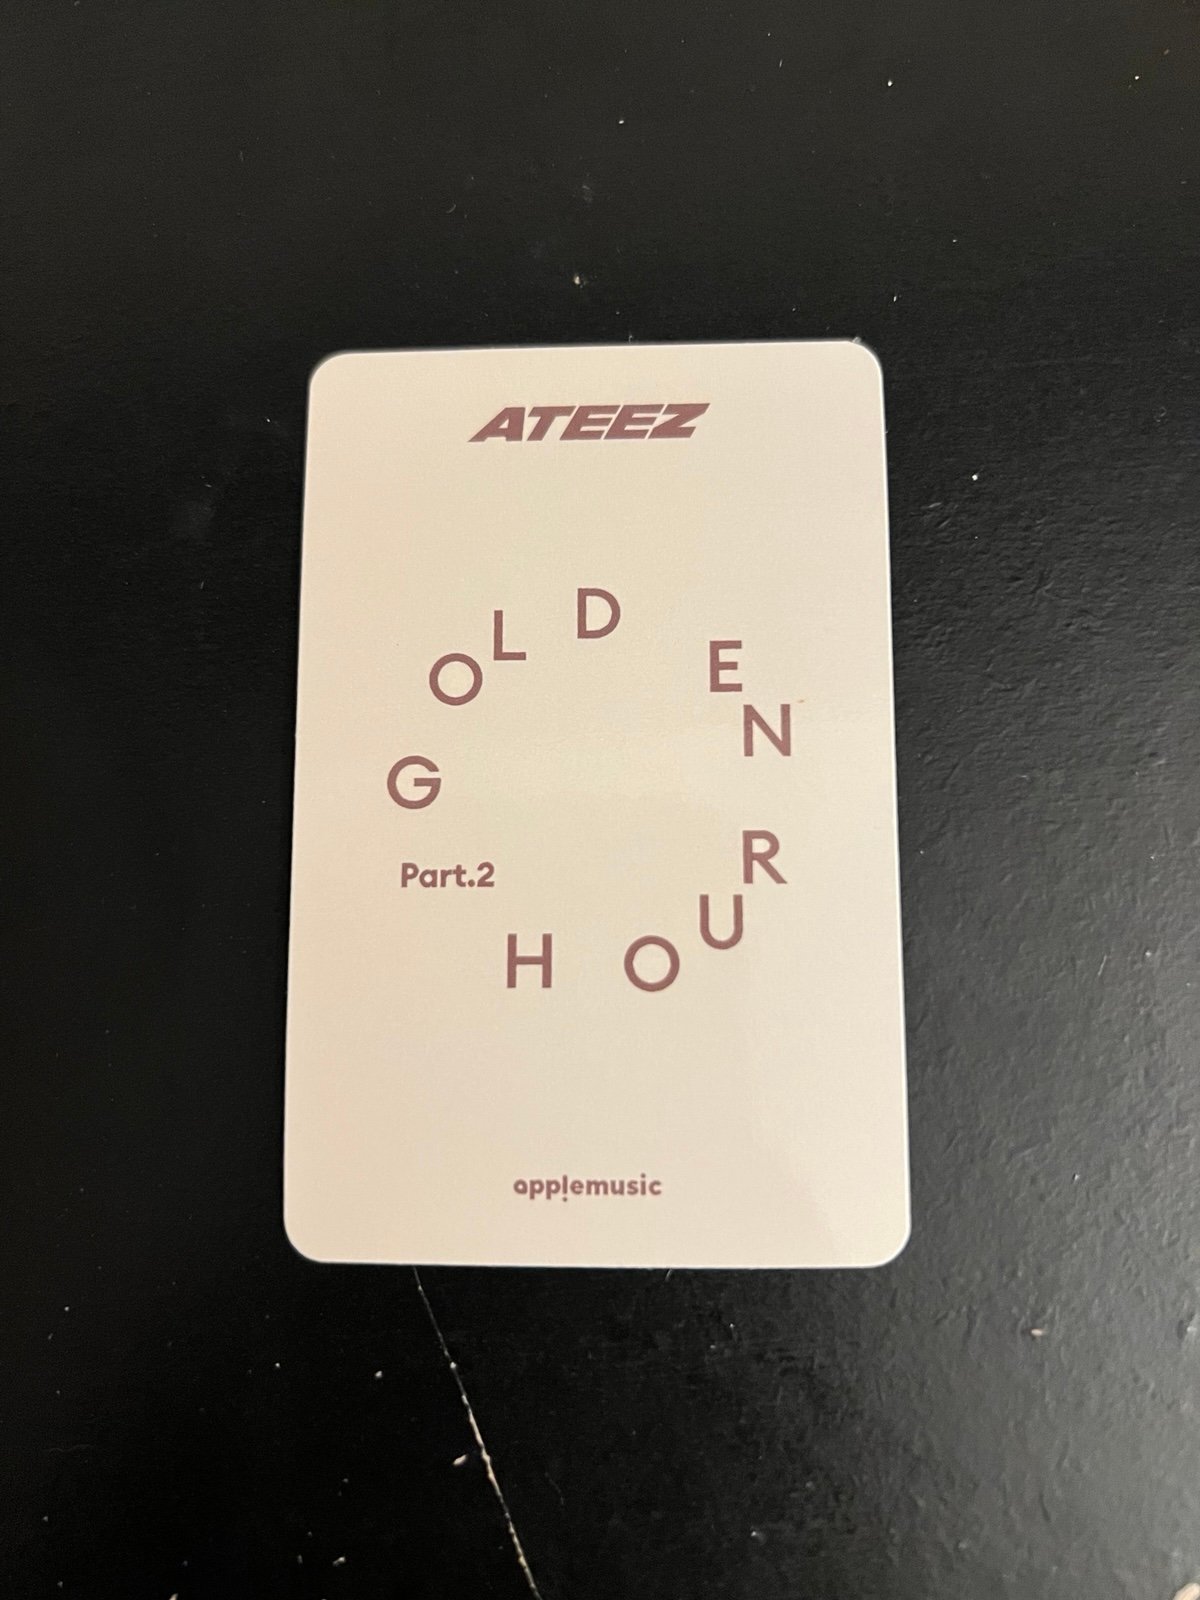 ATEEZ
GOLDEN
HOUR
Part.2
applemusic